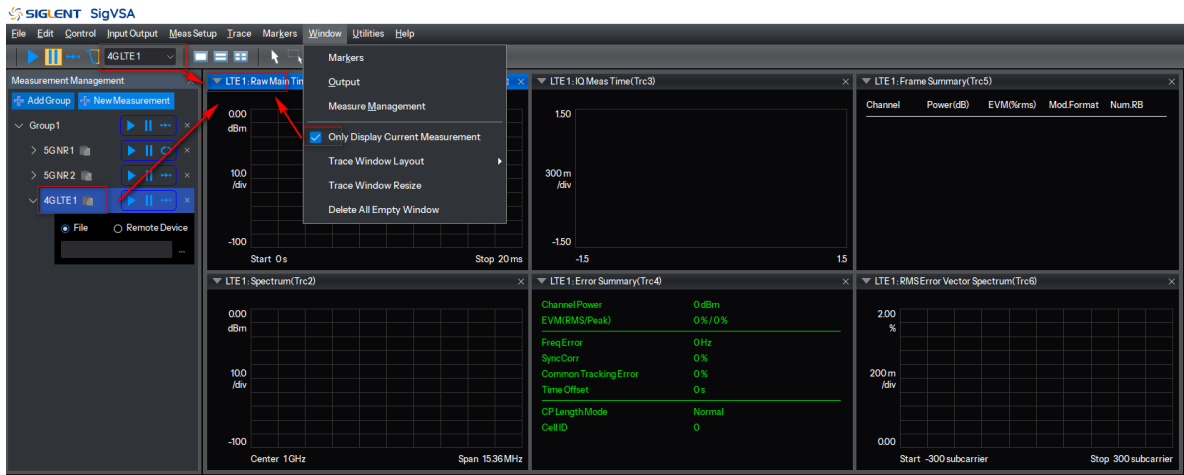 SIGLENT SigVSA
File Edit Control Input Output Meas Setup Trace Markers Window Utilities Help
4G LTE 1
Measurement Management
Add Group New Measurement
Group1
5G NR 1
5G NR 2
4G LTE 1
File Remote Device
...
Markers
Output
Measure Management
Only Display Current Measurement
Trace Window Layout
Trace Window Resize
Delete All Empty Window
LTE 1: Raw Main Tim
0.00
dBm
10.0
/div
-100
Start 0 s Stop 20 ms
LTE 1: IQ Meas Time(Trc3)
1.50
300 m
/div
-1.50
-1.5 1.5
LTE 1: Frame Summary(Trc5)
Channel Power(dB) EVM(%rms) Mod.Format Num.RB
LTE 1: Spectrum(Trc2)
0.00
dBm
10.0
/div
-100
Center 1 GHz Span 15.36 MHz
LTE 1: Error Summary(Trc4)
Channel Power 0 dBm
EVM(RMS/Peak) 0 % / 0 %
Freq Error 0 Hz
Sync Corr 0 %
Common Tracking Error 0 %
Time Offset 0 s
CP Length Mode Normal
Cell ID 0
LTE 1: RMS Error Vector Spectrum(Trc6)
2.00
%
200 m
/div
0.00
Start -300 subcarrier Stop 300 subcarrier